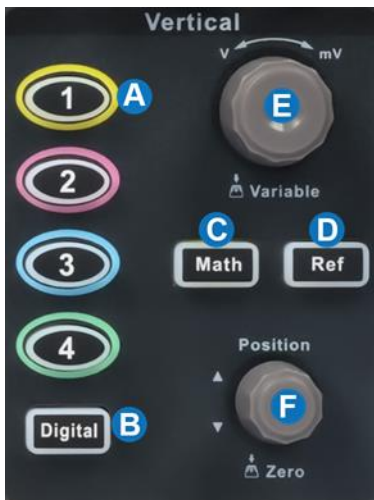 Vertical
V mV
1 A
E
Variable
2
C D
3 Math Ref
4 Position
F
Digital B
Zero